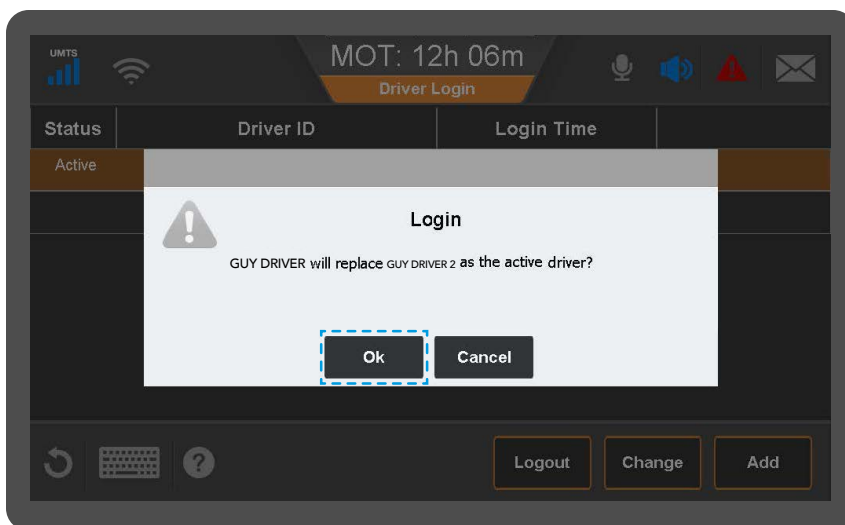 UMTS
MOT: 12h 06m
Driver Login
Status Driver ID Login Time
Active
Login
GUY DRIVER will replace GUY DRIVER 2 as the active driver?
Ok Cancel
Logout Change Add